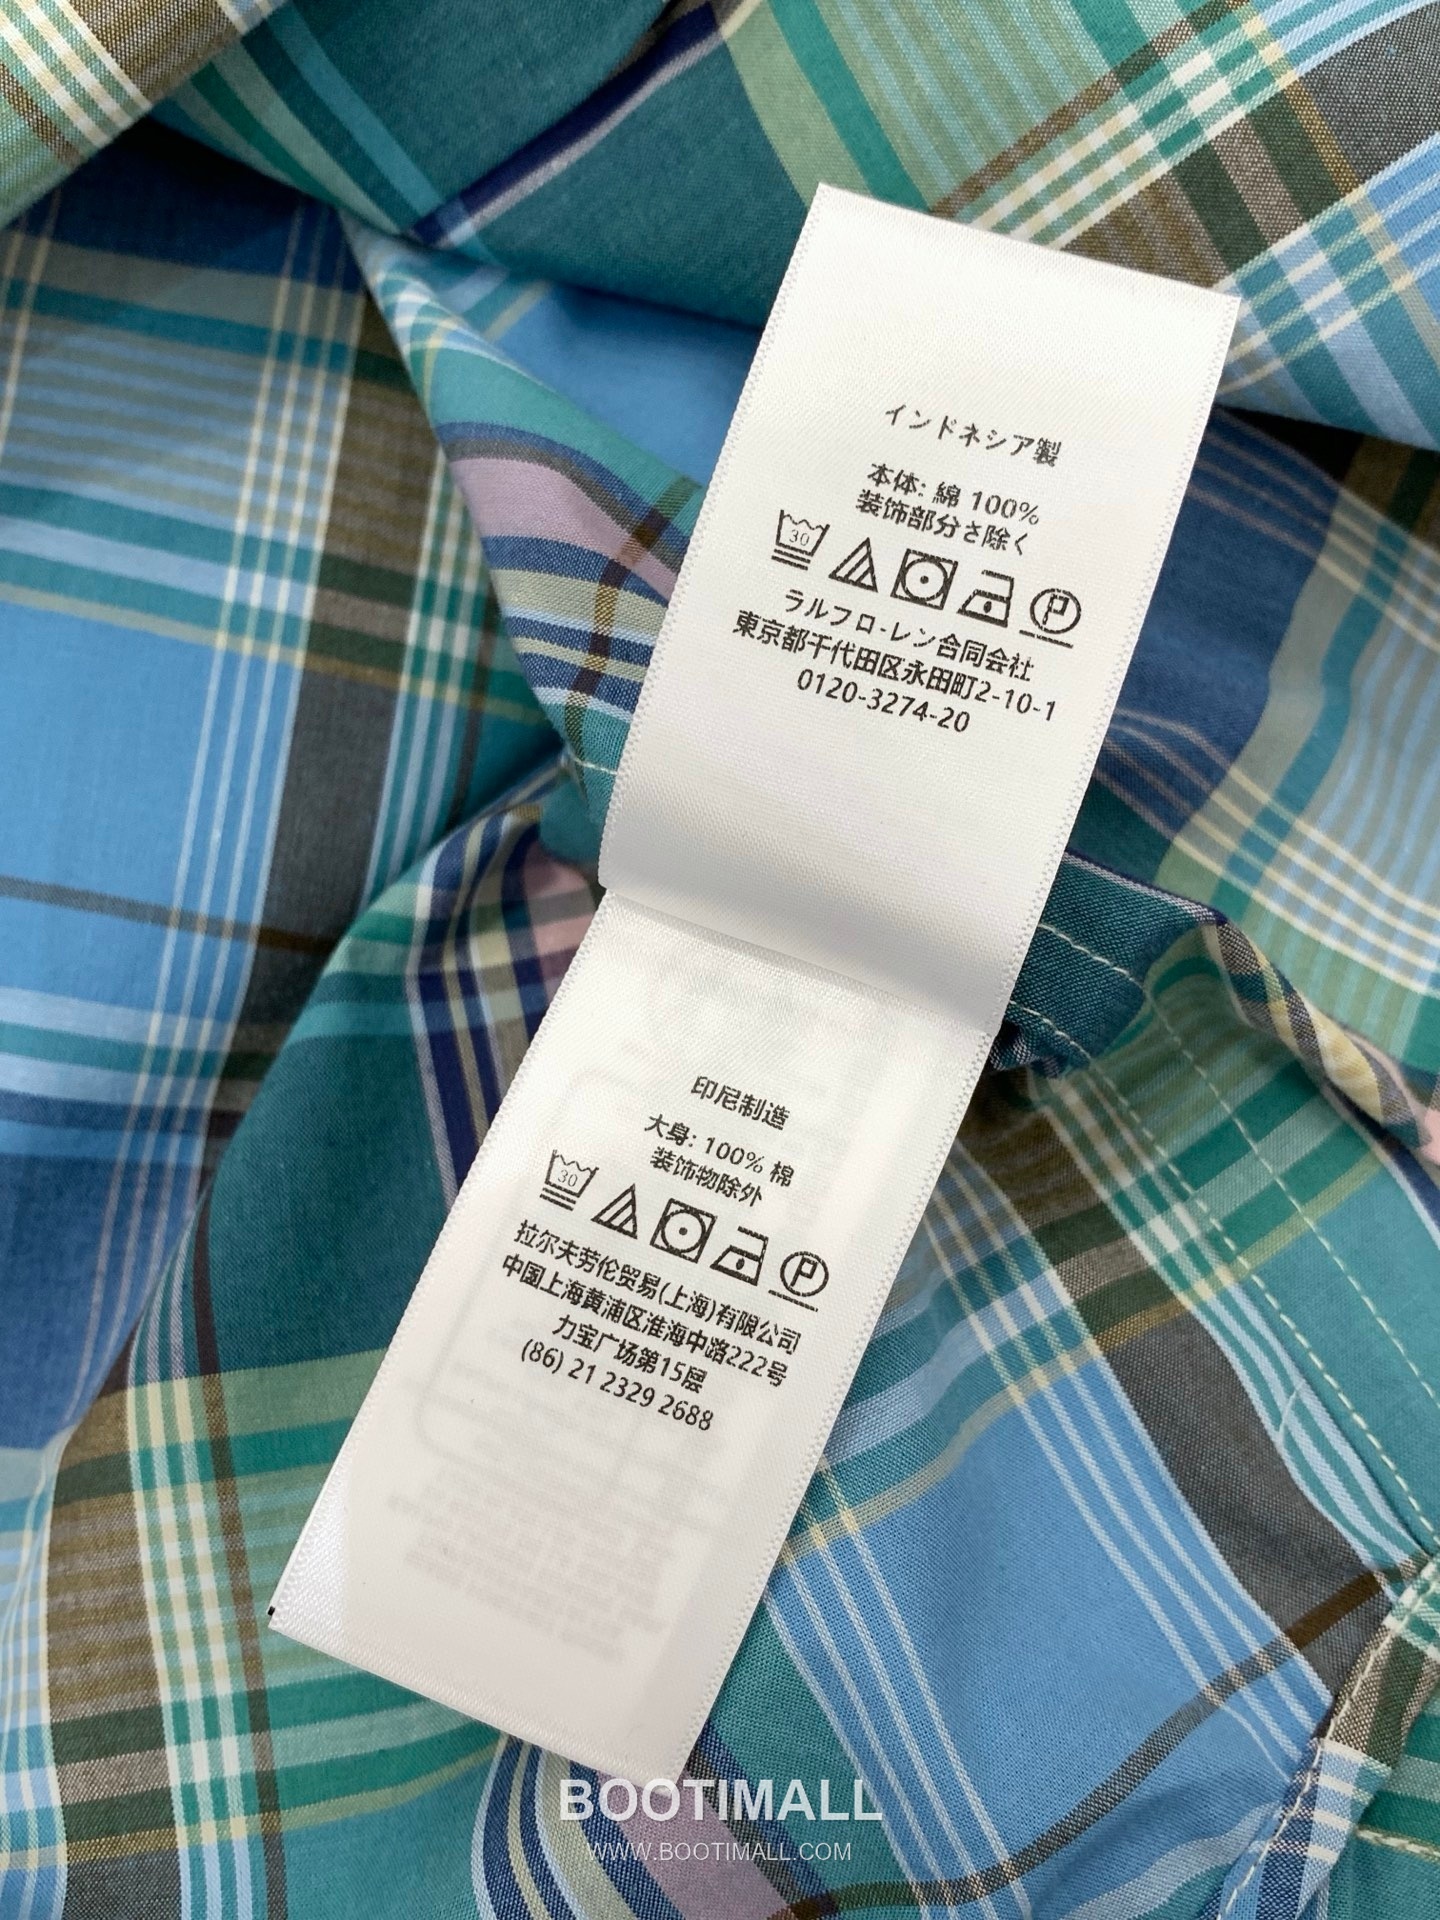 インドネシア製
本体: 綿 100%
装饰部分さ除く
30
P
ラルフロ-レン合同会社
東京都千代田区永田町2-10-1
0120-3274-20
印尼制造
大身: 100% 棉
装饰物除外
30
P
拉尔夫劳伦贸易(上海)有限公司
中国上海黄浦区淮海中路222号
力宝广场第15层
(86) 21 2329 2688
BOOTIMALL
WWW.BOOTIMALL.COM